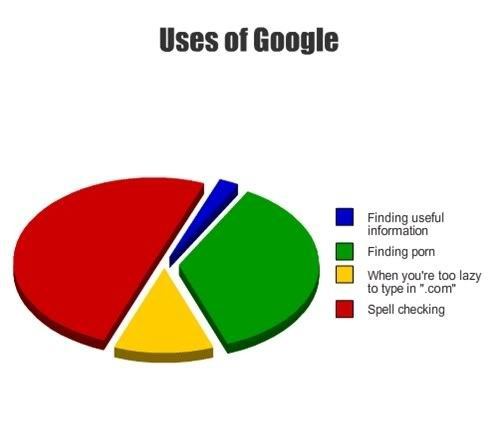 Uses of Google
Finding useful
information
Finding porn
When you're too lazy
to type in ".com"
Spell checking